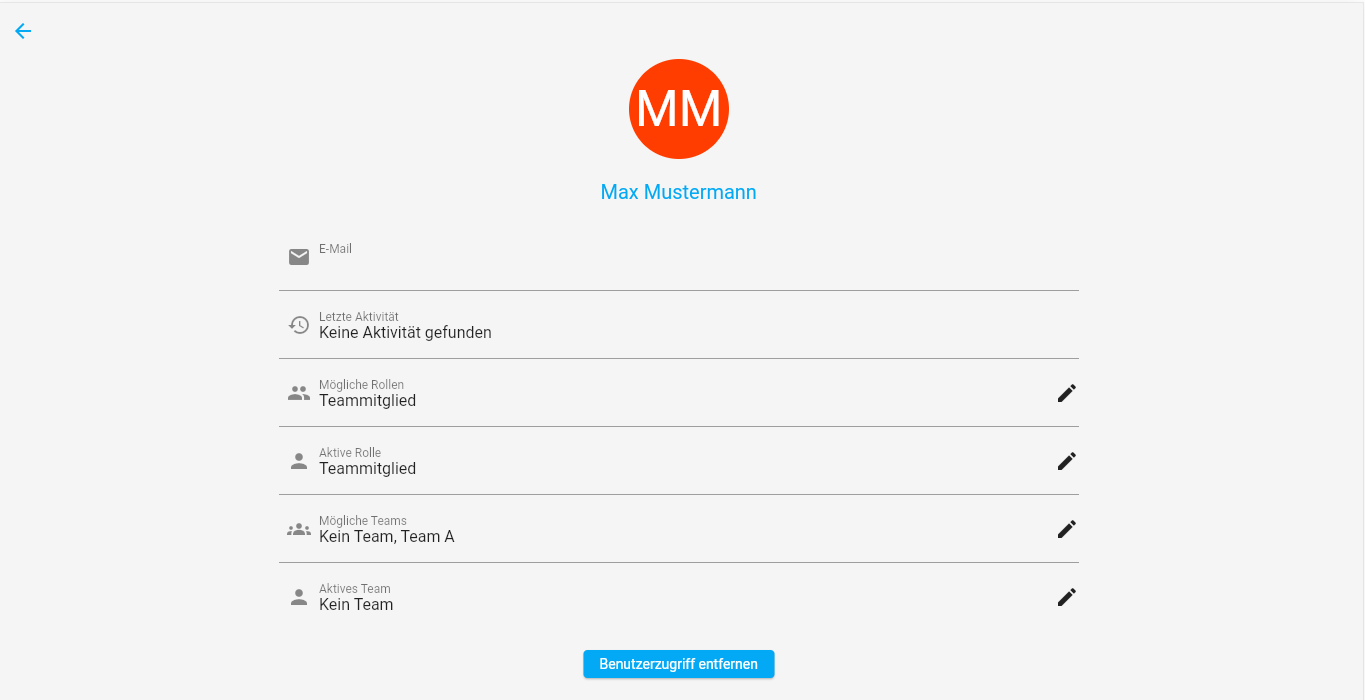 MM
Max Mustermann
E-Mail
Letzte Aktivität
Keine Aktivität gefunden
Mögliche Rollen
Teammitglied
Aktive Rolle
Teammitglied
Mögliche Teams
Kein Team, Team A
Aktives Team
Kein Team
Benutzerzugriff entfernen